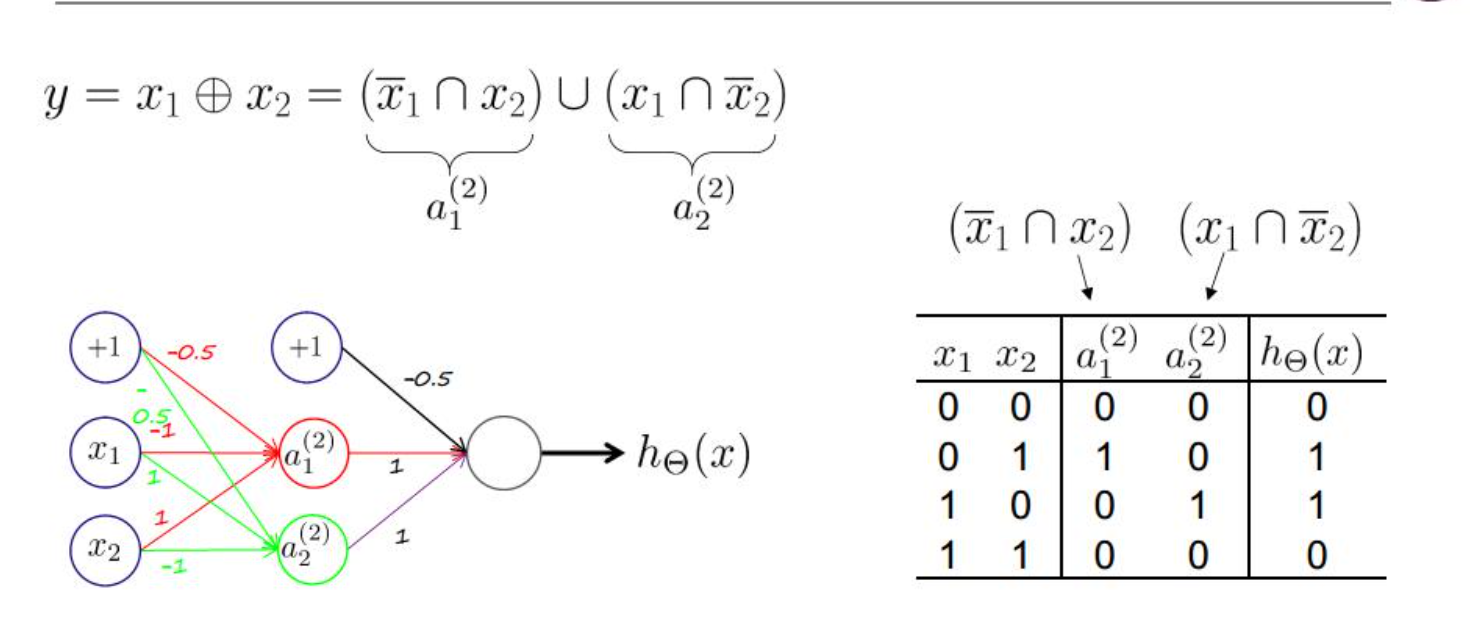 y = x₁ ⊕ x₂ = (x̅₁ ∩ x₂) ∪ (x₁ ∩ x̅₂)
a₁⁽²⁾ a₂⁽²⁾
(x̅₁ ∩ x₂) (x₁ ∩ x̅₂)
x₁ x₂ a₁⁽²⁾ a₂⁽²⁾ h_Θ(x)
0 0 0 0 0
0 1 1 0 1
1 0 0 1 1
1 1 0 0 0
+1 -0.5 +1
-0.5
-
0.5
-1
x₁ a₁⁽²⁾ 1 h_Θ(x)
1
1
x₂ a₂⁽²⁾ 1
-1